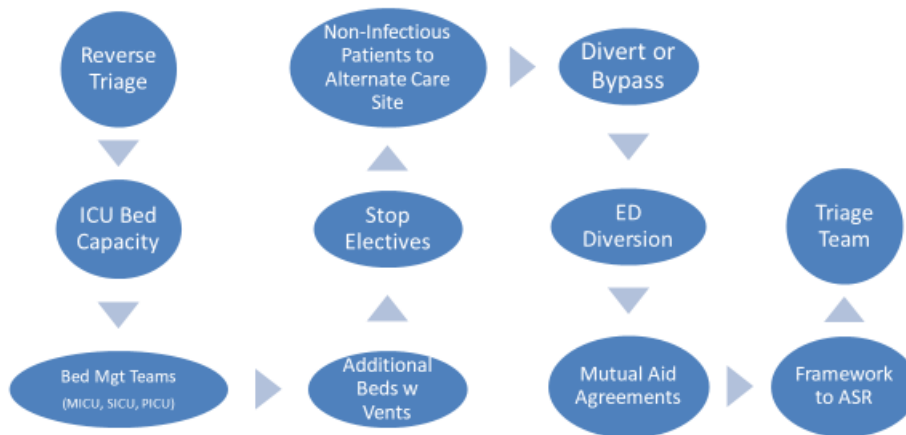 Reverse
Triage
ICU Bed
Capacity
Bed Mgt Teams
(MICU, SICU, PICU)
Additional
Beds w
Vents
Stop
Electives
Non-Infectious
Patients to
Alternate Care
Site
Divert or
Bypass
ED
Diversion
Mutual Aid
Agreements
Framework
to ASR
Triage
Team